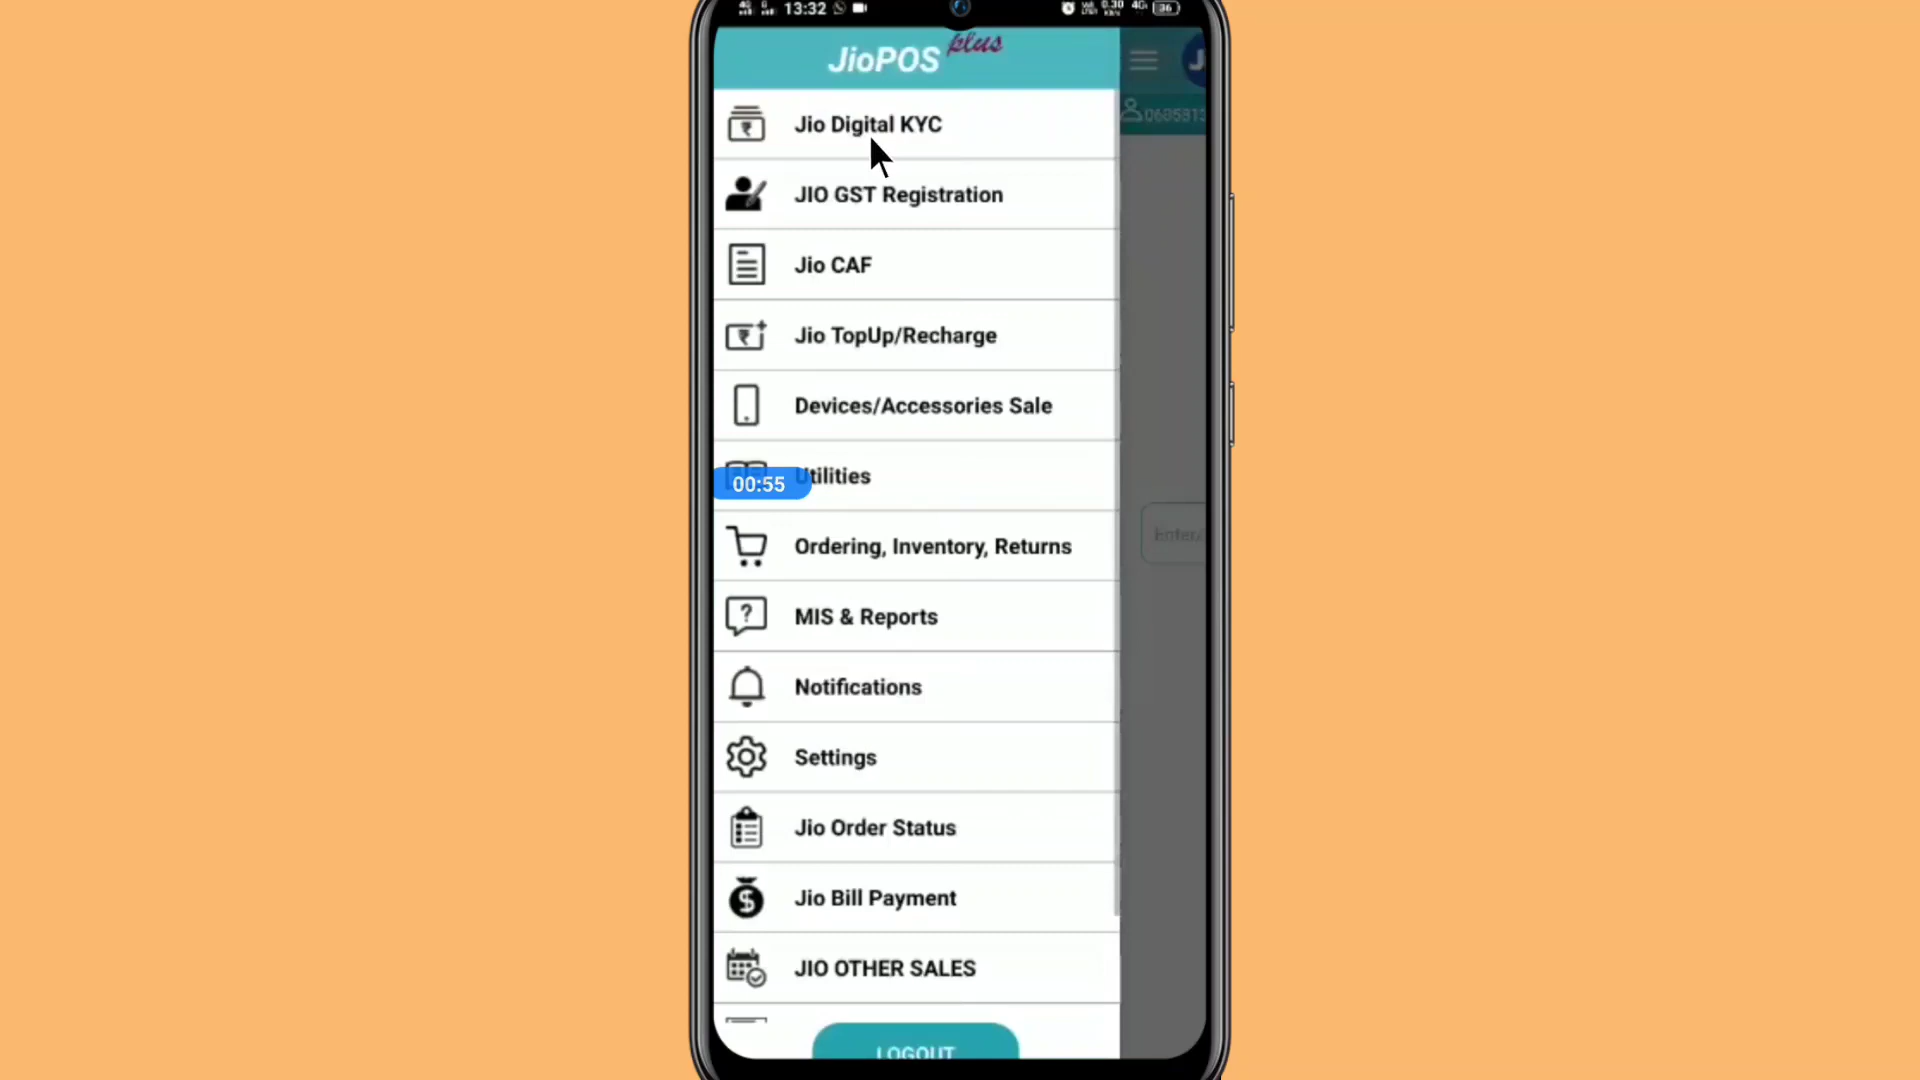 13:32
36
JioPOS plus
Jio Digital KYC
JIO GST Registration
Jio CAF
Jio TopUp/Recharge
Devices/Accessories Sale
Utilities
00:55
Ordering, Inventory, Returns
MIS & Reports
Notifications
Settings
Jio Order Status
Jio Bill Payment
JIO OTHER SALES
LOGOUT
Enter